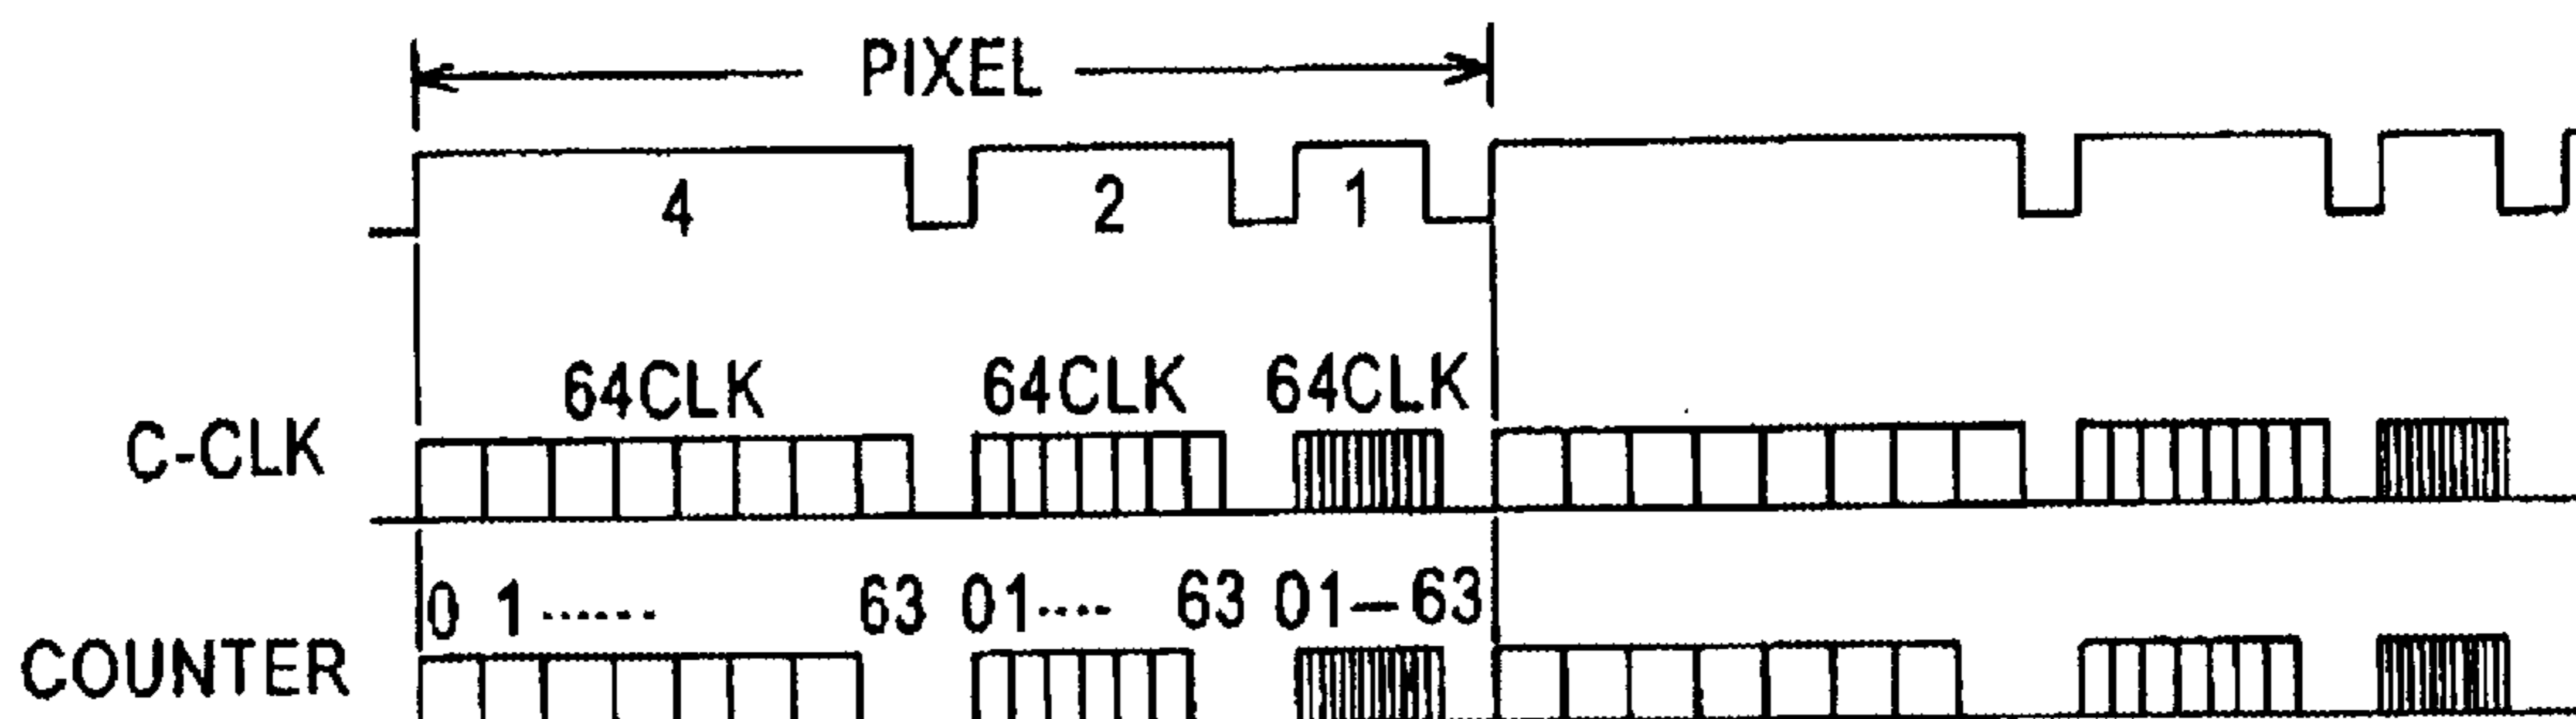 PIXEL
4 2 1
64CLK 64CLK 64CLK
C-CLK
0 1...... 63 01.... 63 01—63
COUNTER